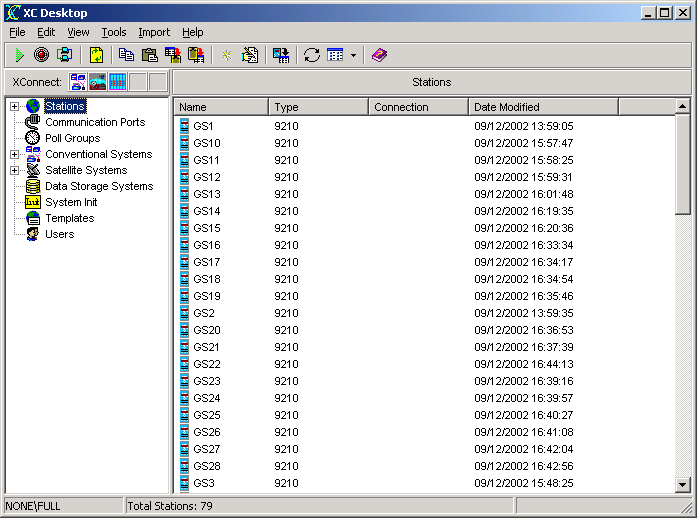 XC Desktop
File Edit View Tools Import Help
XConnect:
Stations
Stations
Communication Ports
Poll Groups
Conventional Systems
Satellite Systems
Data Storage Systems
System Init
Templates
Users
Name Type Connection Date Modified
GS1 9210 09/12/2002 13:59:05
GS10 9210 09/12/2002 15:57:47
GS11 9210 09/12/2002 15:58:25
GS12 9210 09/12/2002 15:59:31
GS13 9210 09/12/2002 16:01:48
GS14 9210 09/12/2002 16:19:35
GS15 9210 09/12/2002 16:20:36
GS16 9210 09/12/2002 16:33:34
GS17 9210 09/12/2002 16:34:17
GS18 9210 09/12/2002 16:34:54
GS19 9210 09/12/2002 16:35:46
GS2 9210 09/12/2002 13:59:35
GS20 9210 09/12/2002 16:36:53
GS21 9210 09/12/2002 16:37:39
GS22 9210 09/12/2002 16:44:13
GS23 9210 09/12/2002 16:39:16
GS24 9210 09/12/2002 16:39:57
GS25 9210 09/12/2002 16:40:27
GS26 9210 09/12/2002 16:41:08
GS27 9210 09/12/2002 16:42:04
GS28 9210 09/12/2002 16:42:56
GS3 9210 09/12/2002 15:48:25
NONE\FULL Total Stations: 79